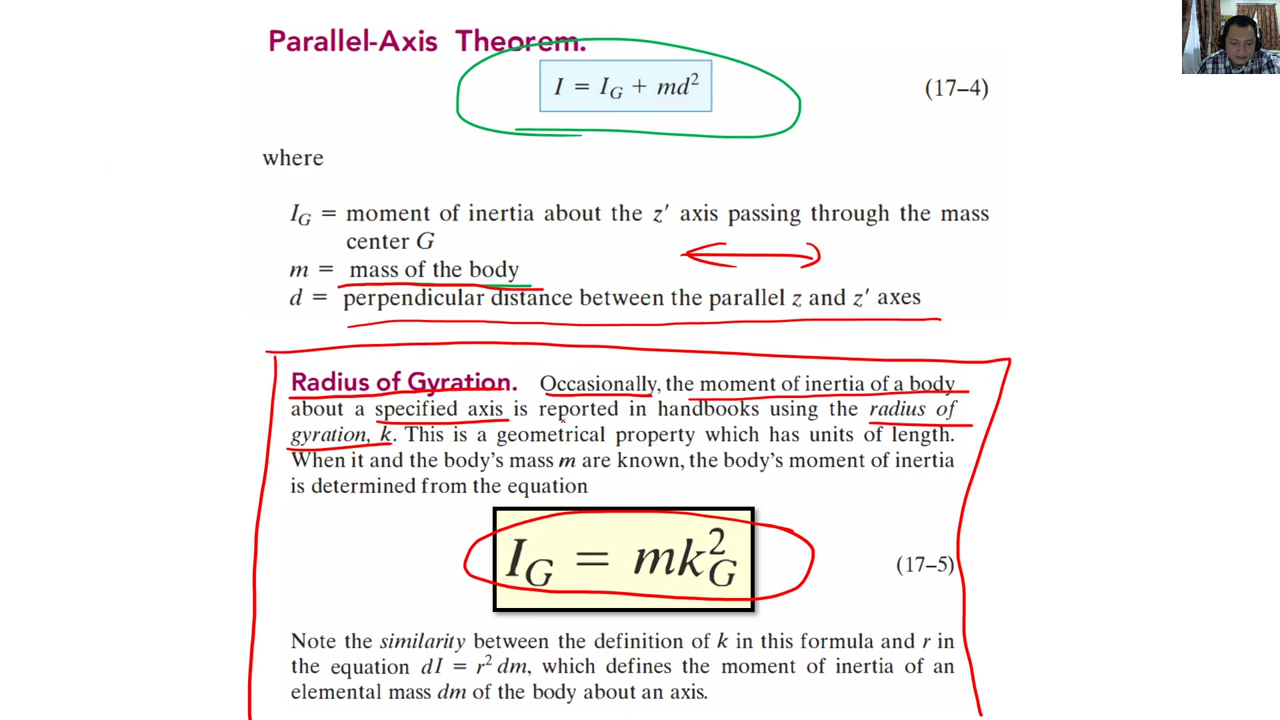 Parallel-Axis Theorem.
I = I_G + md² (17–4)
where
I_G = moment of inertia about the z′ axis passing through the mass
center G
m = mass of the body
d = perpendicular distance between the parallel z and z′ axes
Radius of Gyration. Occasionally, the moment of inertia of a body
about a specified axis is reported in handbooks using the radius of
gyration, k. This is a geometrical property which has units of length.
When it and the body's mass m are known, the body's moment of inertia
is determined from the equation
I_G = mk_G² (17–5)
Note the similarity between the definition of k in this formula and r in
the equation dI = r² dm, which defines the moment of inertia of an
elemental mass dm of the body about an axis.